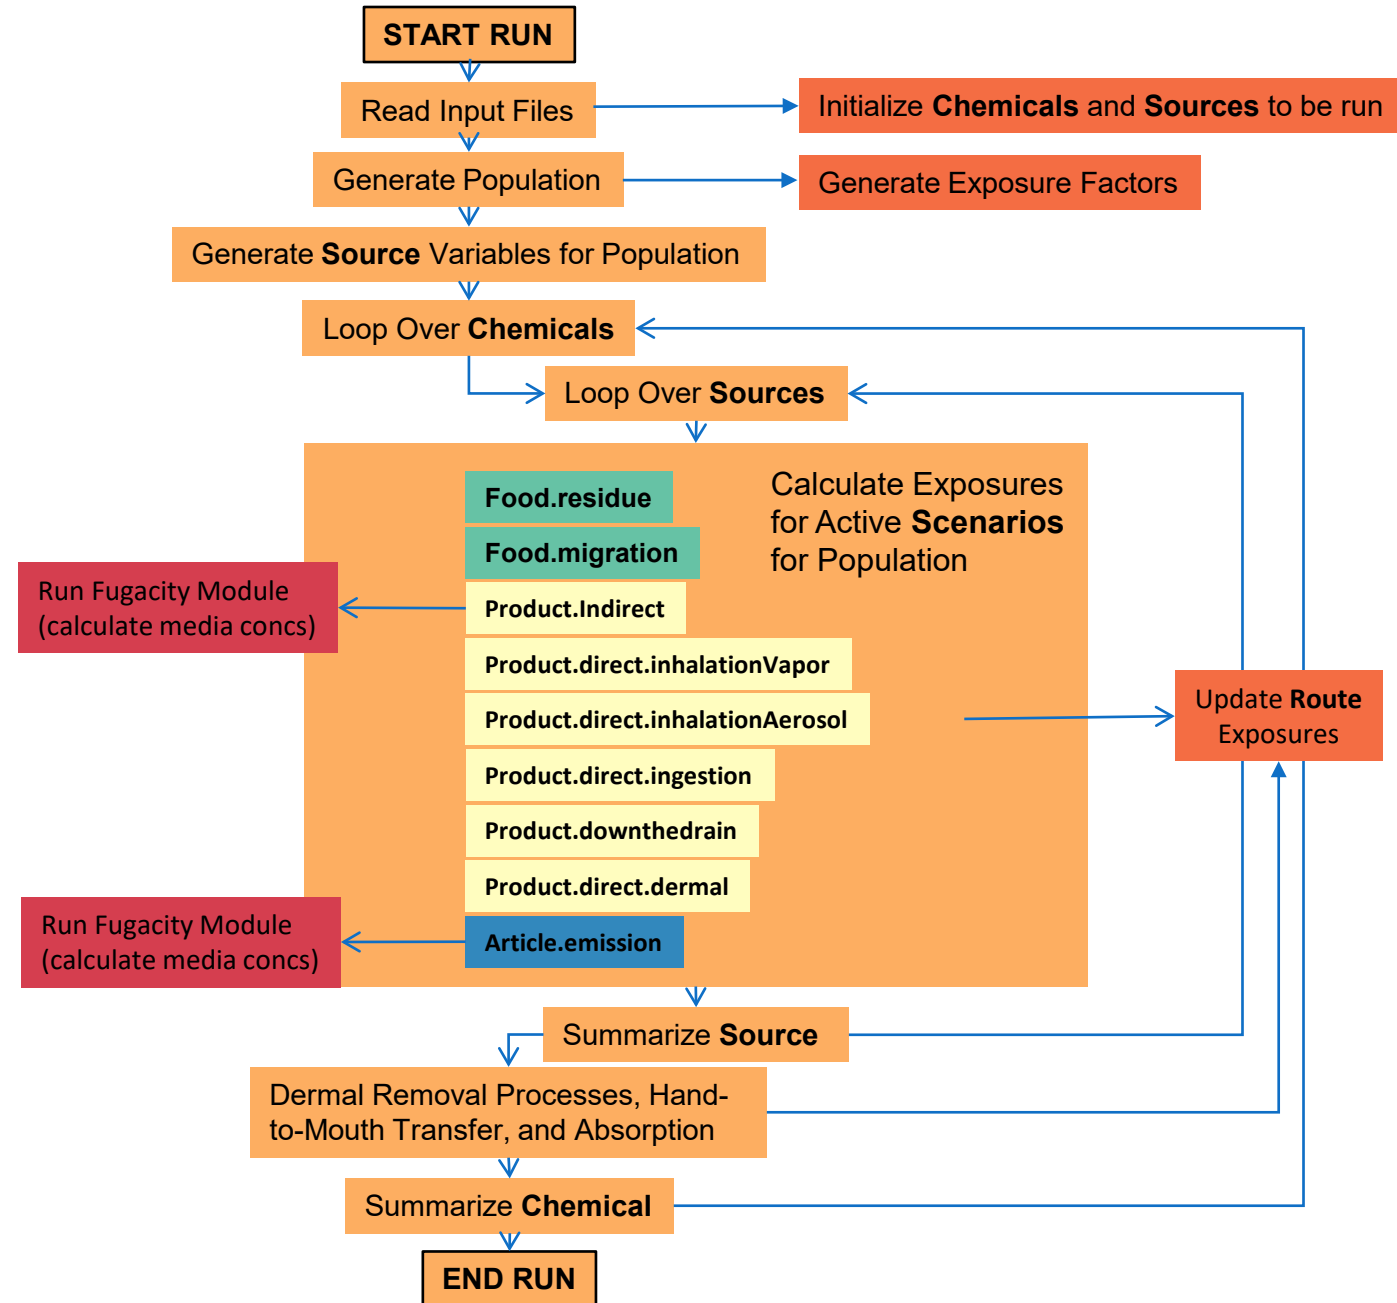 START RUN
Read Input Files
Initialize Chemicals and Sources to be run
Generate Population
Generate Exposure Factors
Generate Source Variables for Population
Loop Over Chemicals
Loop Over Sources
Calculate Exposures
for Active Scenarios
for Population
Food.residue
Food.migration
Run Fugacity Module
(calculate media concs)
Product.Indirect
Product.direct.inhalationVapor
Product.direct.inhalationAerosol
Update Route
Exposures
Product.direct.ingestion
Product.downthedrain
Product.direct.dermal
Run Fugacity Module
(calculate media concs)
Article.emission
Summarize Source
Dermal Removal Processes, Hand-
to-Mouth Transfer, and Absorption
Summarize Chemical
END RUN